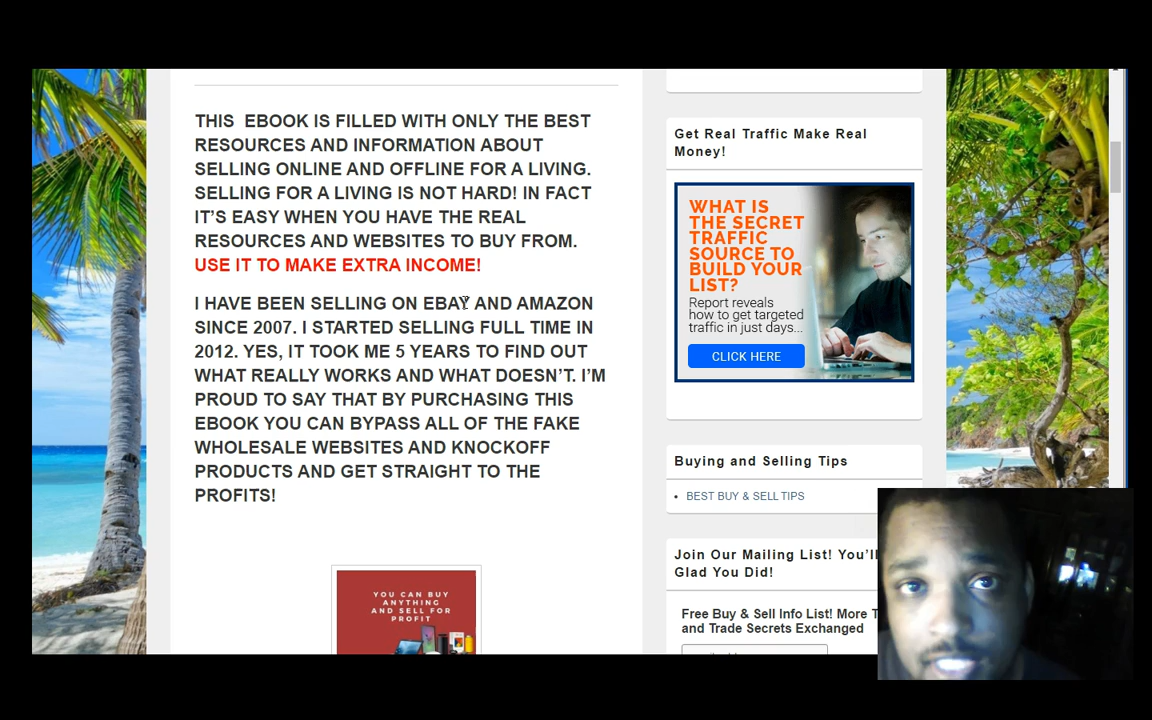 THIS EBOOK IS FILLED WITH ONLY THE BEST
RESOURCES AND INFORMATION ABOUT
SELLING ONLINE AND OFFLINE FOR A LIVING.
SELLING FOR A LIVING IS NOT HARD! IN FACT
IT'S EASY WHEN YOU HAVE THE REAL
RESOURCES AND WEBSITES TO BUY FROM.
USE IT TO MAKE EXTRA INCOME!
I HAVE BEEN SELLING ON EBAY AND AMAZON
SINCE 2007. I STARTED SELLING FULL TIME IN
2012. YES, IT TOOK ME 5 YEARS TO FIND OUT
WHAT REALLY WORKS AND WHAT DOESN'T. I'M
PROUD TO SAY THAT BY PURCHASING THIS
EBOOK YOU CAN BYPASS ALL OF THE FAKE
WHOLESALE WEBSITES AND KNOCKOFF
PRODUCTS AND GET STRAIGHT TO THE
PROFITS!
YOU CAN BUY
ANYTHING
AND SELL FOR
PROFIT
Get Real Traffic Make Real
Money!
WHAT IS
THE SECRET
TRAFFIC
SOURCE TO
BUILD YOUR
LIST?
Report reveals
how to get targeted
traffic in just days...
CLICK HERE
Buying and Selling Tips
BEST BUY & SELL TIPS
Join Our Mailing List! You'll
Glad You Did!
Free Buy & Sell Info List! More T
and Trade Secrets Exchanged